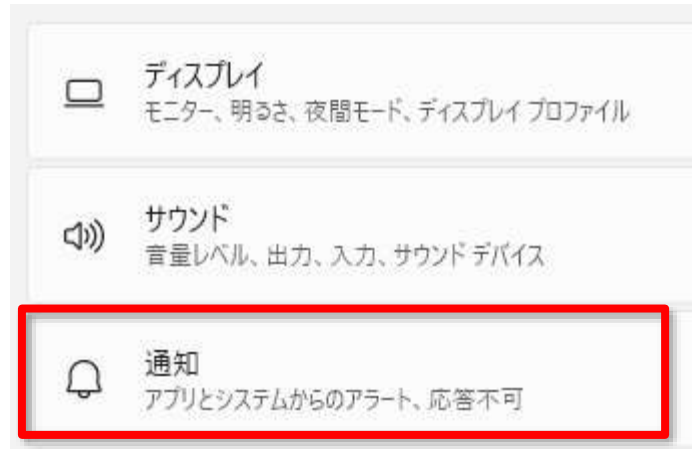 ディスプレイ
モニター、明るさ、夜間モード、ディスプレイ プロファイル
サウンド
音量レベル、出力、入力、サウンド デバイス
通知
アプリとシステムからのアラート、応答不可